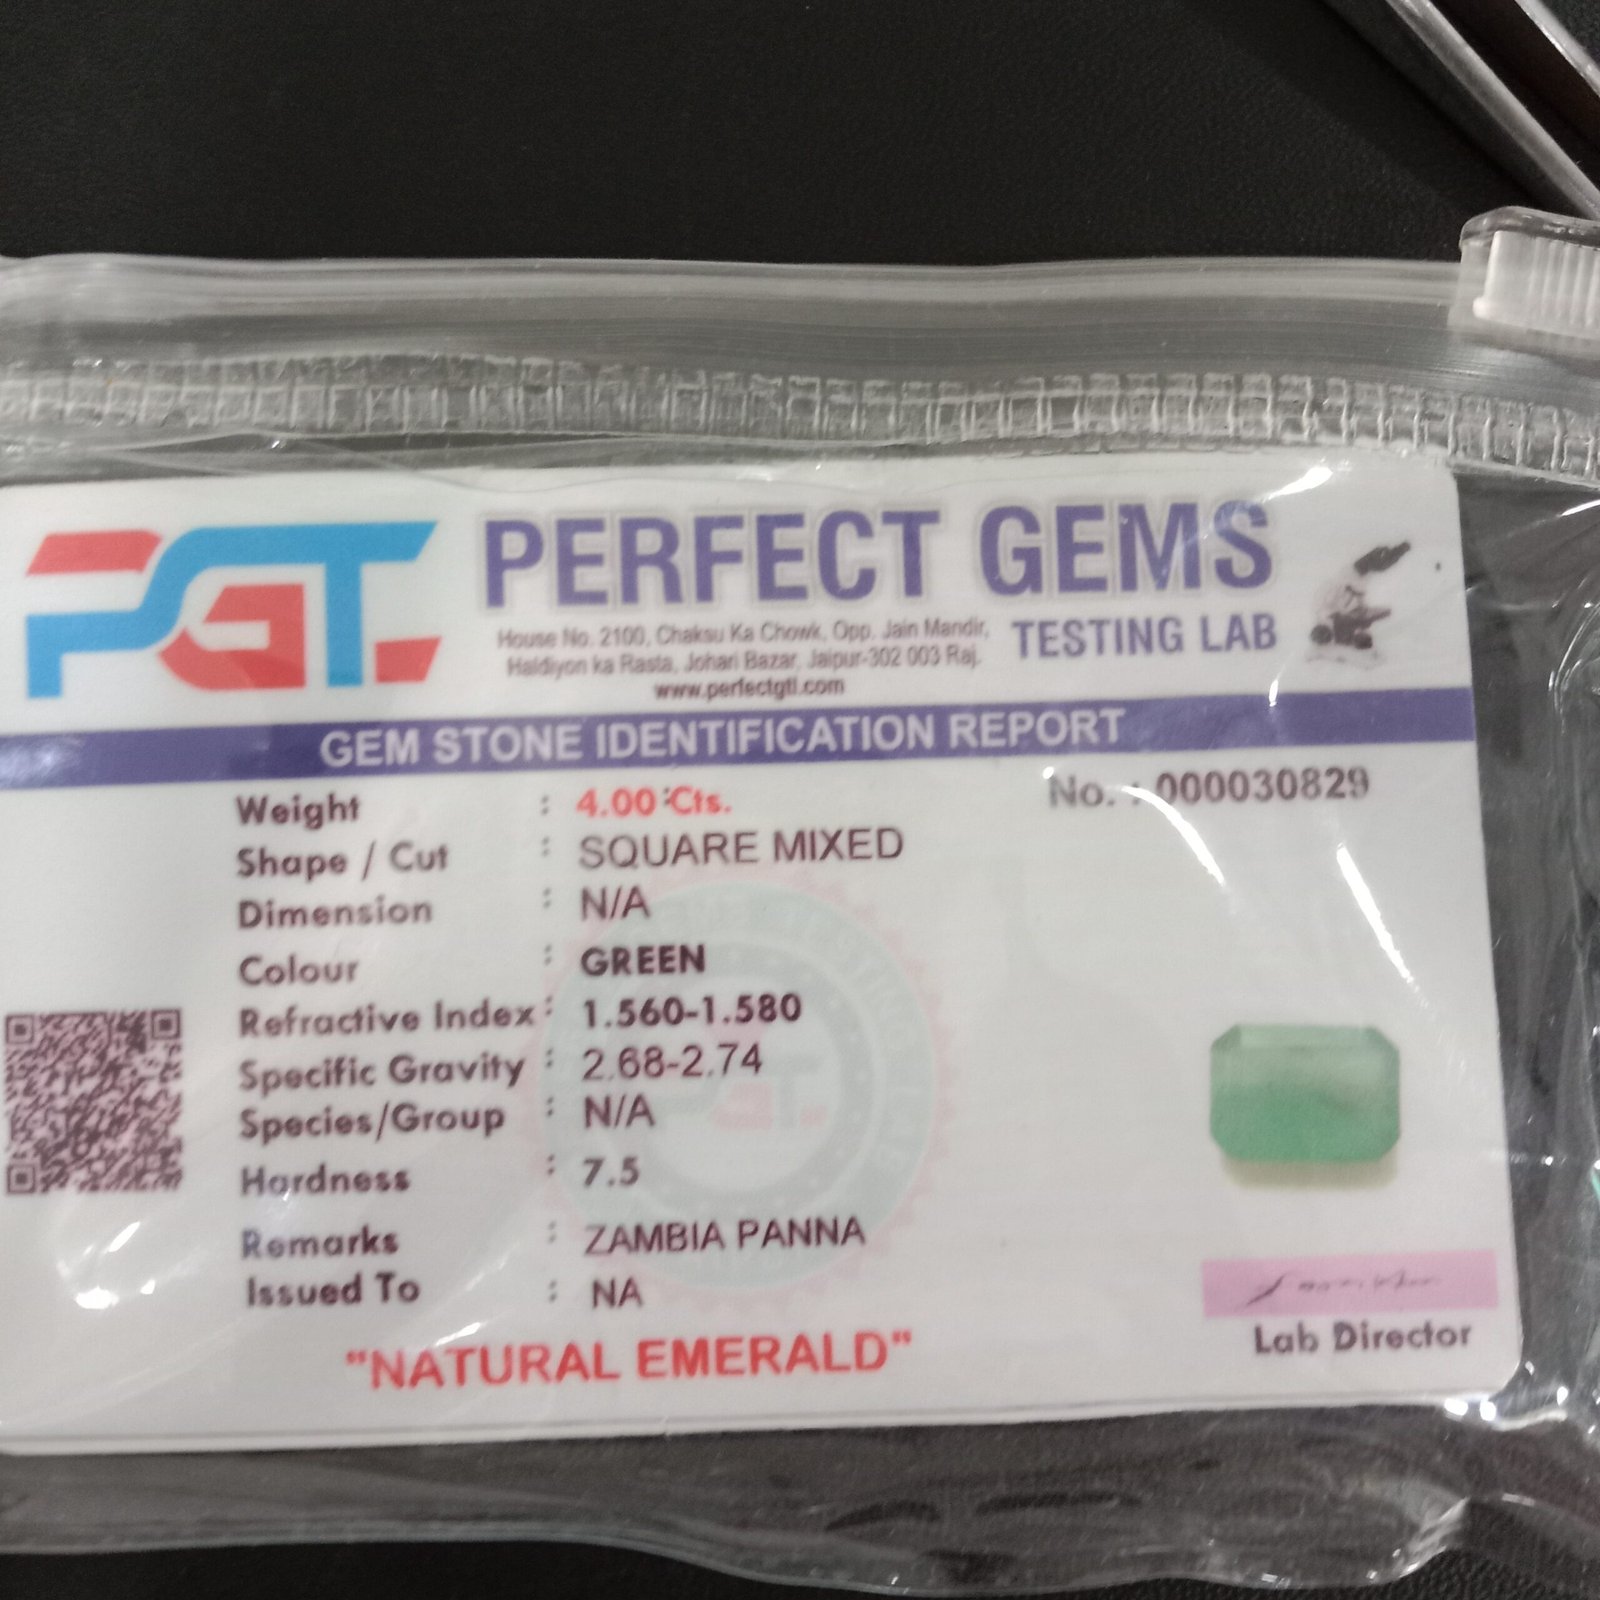 PGT.
PERFECT GEMS
TESTING LAB
House No. 2100, Chaksu Ka Chowk, Opp. Jain Mandir,
Haldiyon ka Rasta, Johari Bazar, Jaipur-302 003 Raj.
www.perfectgtl.com
GEM STONE IDENTIFICATION REPORT
No. : 000030829
Weight : 4.00 Cts.
Shape / Cut : SQUARE MIXED
Dimension : N/A
Colour : GREEN
Refractive Index : 1.560-1.580
Specific Gravity : 2.68-2.74
Species/Group : N/A
Hardness : 7.5
Remarks : ZAMBIA PANNA
Issued To : NA
"NATURAL EMERALD"
Lab Director